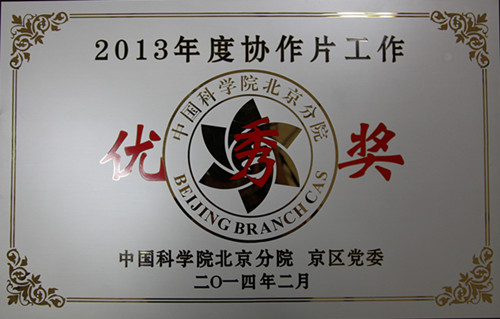 2013年度协作片工作
中国科学院北京分院
优秀奖
BEIJING BRANCH CAS
中国科学院北京分院 京区党委
二〇一四年二月